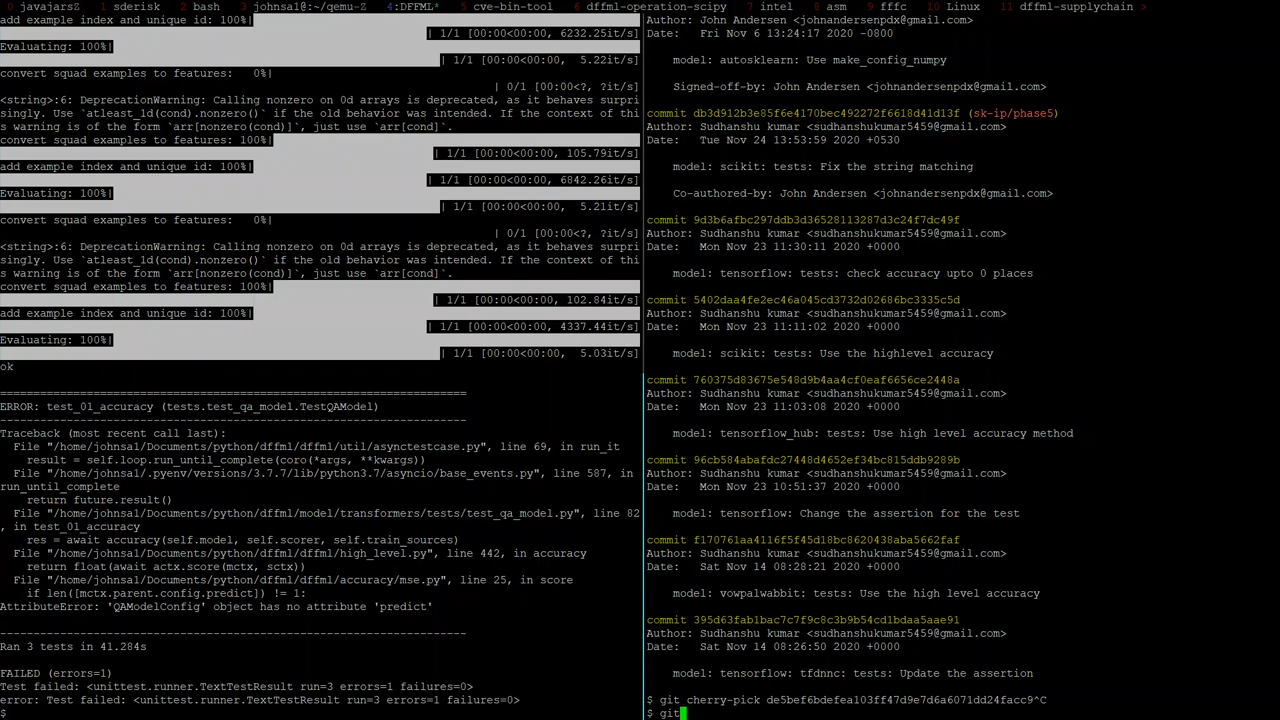 0 javajarsZ  1 sderisk  2 bash  3 johnsa1@:~/qemu-Z  4:DFFML*  5 cve-bin-tool  6 dffml-operation-scipy  7 intel  8 asm  9 fffc  10 Linux  11 dffml-supplychain >
add example index and unique id: 100%|
| 1/1 [00:00<00:00, 6232.25it/s]
Evaluating: 100%|
| 1/1 [00:00<00:00,  5.22it/s]
convert squad examples to features:   0%|
| 0/1 [00:00<?, ?it/s]
<string>:6: DeprecationWarning: Calling nonzero on 0d arrays is deprecated, as it behaves surpri
singly. Use `atleast_1d(cond).nonzero()` if the old behavior was intended. If the context of thi
s warning is of the form `arr[nonzero(cond)]`, just use `arr[cond]`.
convert squad examples to features: 100%|
| 1/1 [00:00<00:00, 105.79it/s]
add example index and unique id: 100%|
| 1/1 [00:00<00:00, 6842.26it/s]
Evaluating: 100%|
| 1/1 [00:00<00:00,  5.21it/s]
convert squad examples to features:   0%|
| 0/1 [00:00<?, ?it/s]
<string>:6: DeprecationWarning: Calling nonzero on 0d arrays is deprecated, as it behaves surpri
singly. Use `atleast_1d(cond).nonzero()` if the old behavior was intended. If the context of thi
s warning is of the form `arr[nonzero(cond)]`, just use `arr[cond]`.
convert squad examples to features: 100%|
| 1/1 [00:00<00:00, 102.84it/s]
add example index and unique id: 100%|
| 1/1 [00:00<00:00, 4337.44it/s]
Evaluating: 100%|
| 1/1 [00:00<00:00,  5.03it/s]
ok
======================================================================
ERROR: test_01_accuracy (tests.test_qa_model.TestQAModel)
----------------------------------------------------------------------
Traceback (most recent call last):
  File "/home/johnsa1/Documents/python/dffml/dffml/util/asynctestcase.py", line 69, in run_it
    result = self.loop.run_until_complete(coro(*args, **kwargs))
  File "/home/johnsa1/.pyenv/version/3.7.7/lib/python3.7/asyncio/base_events.py", line 587, in
run_until_complete
    return future.result()
  File "/home/johnsa1/Documents/python/dffml/model/transformers/tests/test_qa_model.py", line 82
, in test_01_accuracy
    res = await accuracy(self.model, self.scorer, self.train_sources)
  File "/home/johnsa1/Documents/python/dffml/dffml/high_level.py", line 442, in accuracy
    return float(await actx.score(mctx, sctx))
  File "/home/johnsa1/Documents/python/dffml/dffml/accuracy/mse.py", line 25, in score
    if len([mctx.parent.config.predict]) != 1:
AttributeError: 'QAModelConfig' object has no attribute 'predict'
----------------------------------------------------------------------
Ran 3 tests in 41.284s
FAILED (errors=1)
Test failed: <unittest.runner.TextTestResult run=3 errors=1 failures=0>
error: Test failed: <unittest.runner.TextTestResult run=3 errors=1 failures=0>
$
Author: John Andersen <johnandersenpdx@gmail.com>
Date:   Fri Nov 6 13:24:17 2020 -0800
    model: autosklearn: Use make_config_numpy
    Signed-off-by: John Andersen <johnandersenpdx@gmail.com>
commit db3d912b3e85f6e4170bec492272f6618d41d13f (sk-ip/phase5)
Author: Sudhanshu kumar <sudhanshukumar5459@gmail.com>
Date:   Tue Nov 24 13:53:59 2020 +0530
    model: scikit: tests: Fix the string matching
    Co-authored-by: John Andersen <johnandersenpdx@gmail.com>
commit 9d3b6afbc297ddb3d36528113287d3c24f7dc49f
Author: Sudhanshu kumar <sudhanshukumar5459@gmail.com>
Date:   Mon Nov 23 11:30:11 2020 +0000
    model: tensorflow: tests: check accuracy upto 0 places
commit 5402daa4fe2ec46a045cd3732d02686bc3335c5d
Author: Sudhanshu kumar <sudhanshukumar5459@gmail.com>
Date:   Mon Nov 23 11:11:02 2020 +0000
    model: scikit: tests: Use the highlevel accuracy
commit 760375d83675e548d9b4aa4cf0eaf6656ce2448a
Author: Sudhanshu kumar <sudhanshukumar5459@gmail.com>
Date:   Mon Nov 23 11:03:08 2020 +0000
    model: tensorflow_hub: tests: Use high level accuracy method
commit 96cb584abafdc27448d4652ef34bc815ddb9289b
Author: Sudhanshu kumar <sudhanshukumar5459@gmail.com>
Date:   Mon Nov 23 10:51:37 2020 +0000
    model: tensorflow: Change the assertion for the test
commit f170761aa4116f5f45d18bc8620438aba5662faf
Author: Sudhanshu kumar <sudhanshukumar5459@gmail.com>
Date:   Sat Nov 14 08:28:21 2020 +0000
    model: vowpalwabbit: tests: Use the high level accuracy
commit 395d63fab1bac7c7f9c8c3b9b54cd1bdaa5aae91
Author: Sudhanshu kumar <sudhanshukumar5459@gmail.com>
Date:   Sat Nov 14 08:26:50 2020 +0000
    model: tensorflow: tfdnnc: tests: Update the assertion
$ git cherry-pick de5bef6bdefea103ff47d9e7d6a6071dd24facc9^C
$ git